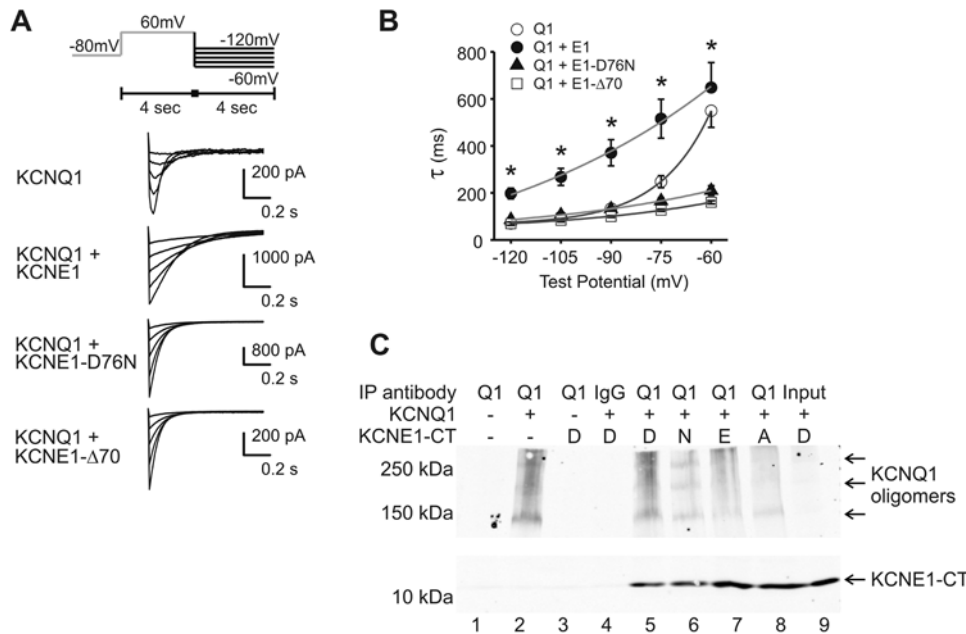 A
60mV
-80mV
-120mV
-60mV
4 sec 4 sec
KCNQ1
200 pA
0.2 s
KCNQ1 +
KCNE1
1000 pA
0.2 s
KCNQ1 +
KCNE1-D76N
800 pA
0.2 s
KCNQ1 +
KCNE1-Δ70
200 pA
0.2 s
B
Q1
Q1 + E1
Q1 + E1-D76N
Q1 + E1-Δ70
800
600
400
200
0
τ (ms)
* * * * *
-120 -105 -90 -75 -60
Test Potential (mV)
C
IP antibody Q1 Q1 Q1 IgG Q1 Q1 Q1 Q1 Input
KCNQ1 - + - + + + + + +
KCNE1-CT - - D D D N E A D
250 kDa
150 kDa
KCNQ1
oligomers
10 kDa
KCNE1-CT
1 2 3 4 5 6 7 8 9